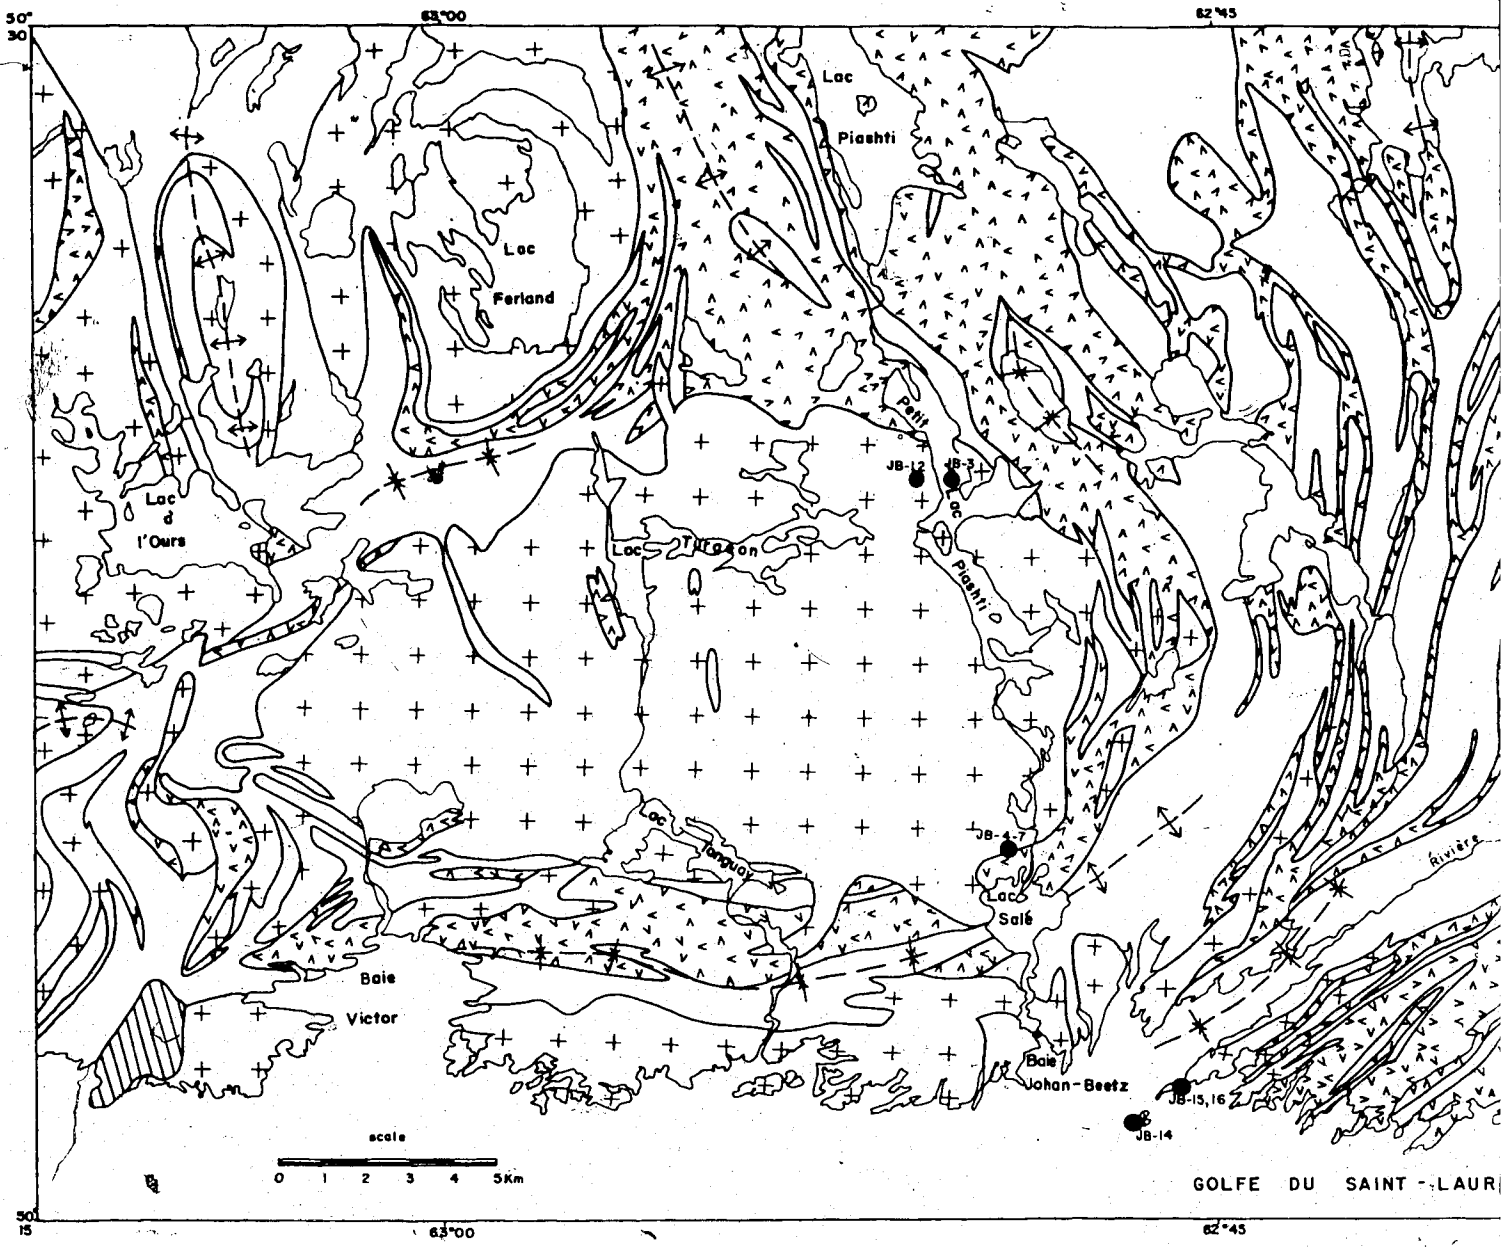 50°
30
63°00
62°45
Lac
Piashti
Lac
Ferland
Petit
Lac
Piashti
JB-12
JB-3
Lac
d'
l'Ours
Lac Turgeon
Lac Tanguay
JB-4-7
Lac
Salé
Rivière
Baie
Victor
Baie
Johan-Beetz
JB-15,16
JB-14
scale
0 1 2 3 4 5Km
GOLFE DU SAINT-LAUR
50
15
63°00
62°45